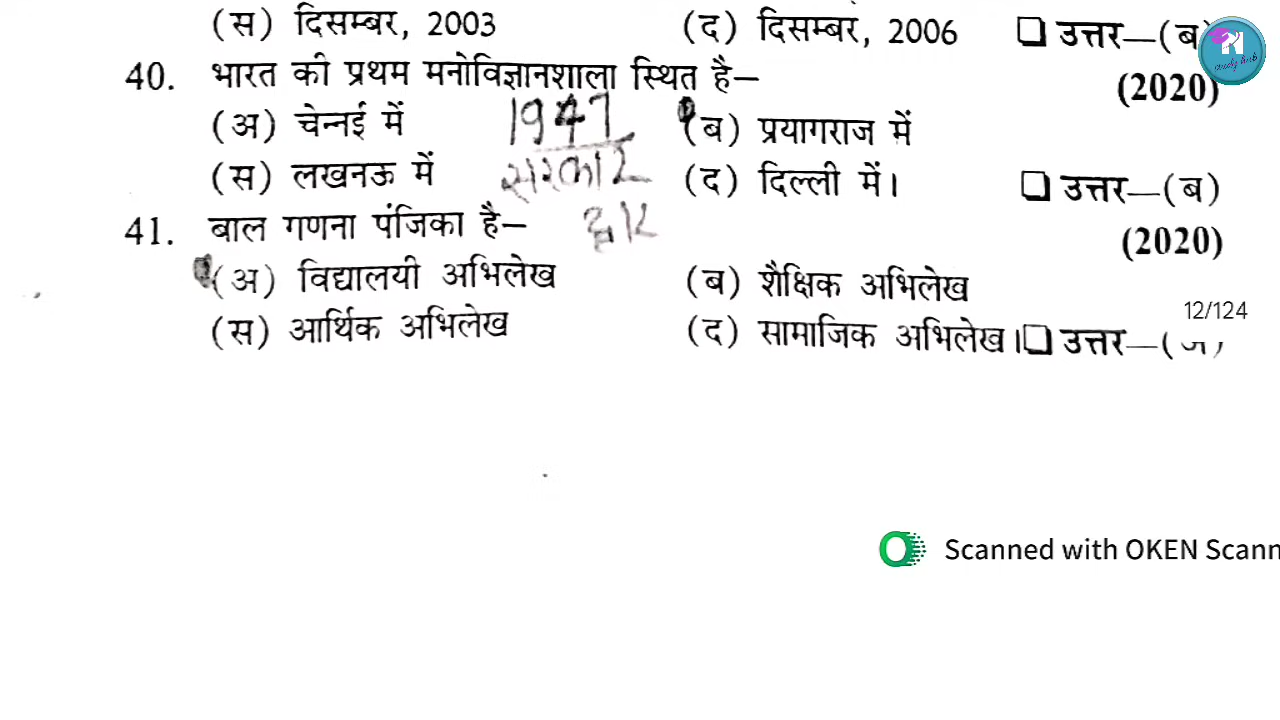 (स) दिसम्बर, 2003 (द) दिसम्बर, 2006 ❑ उत्तर—(ब)
40. भारत की प्रथम मनोविज्ञानशाला स्थित है— (2020)
(अ) चेन्नई में 1947 (ब) प्रयागराज में
(स) लखनऊ में सरकार (द) दिल्ली में। ❑ उत्तर—(ब)
41. बाल गणना पंजिका है— (2020)
(अ) विद्यालयी अभिलेख (ब) शैक्षिक अभिलेख
12/124
(स) आर्थिक अभिलेख (द) सामाजिक अभिलेख। ❑ उत्तर—(
Scanned with OKEN Scann